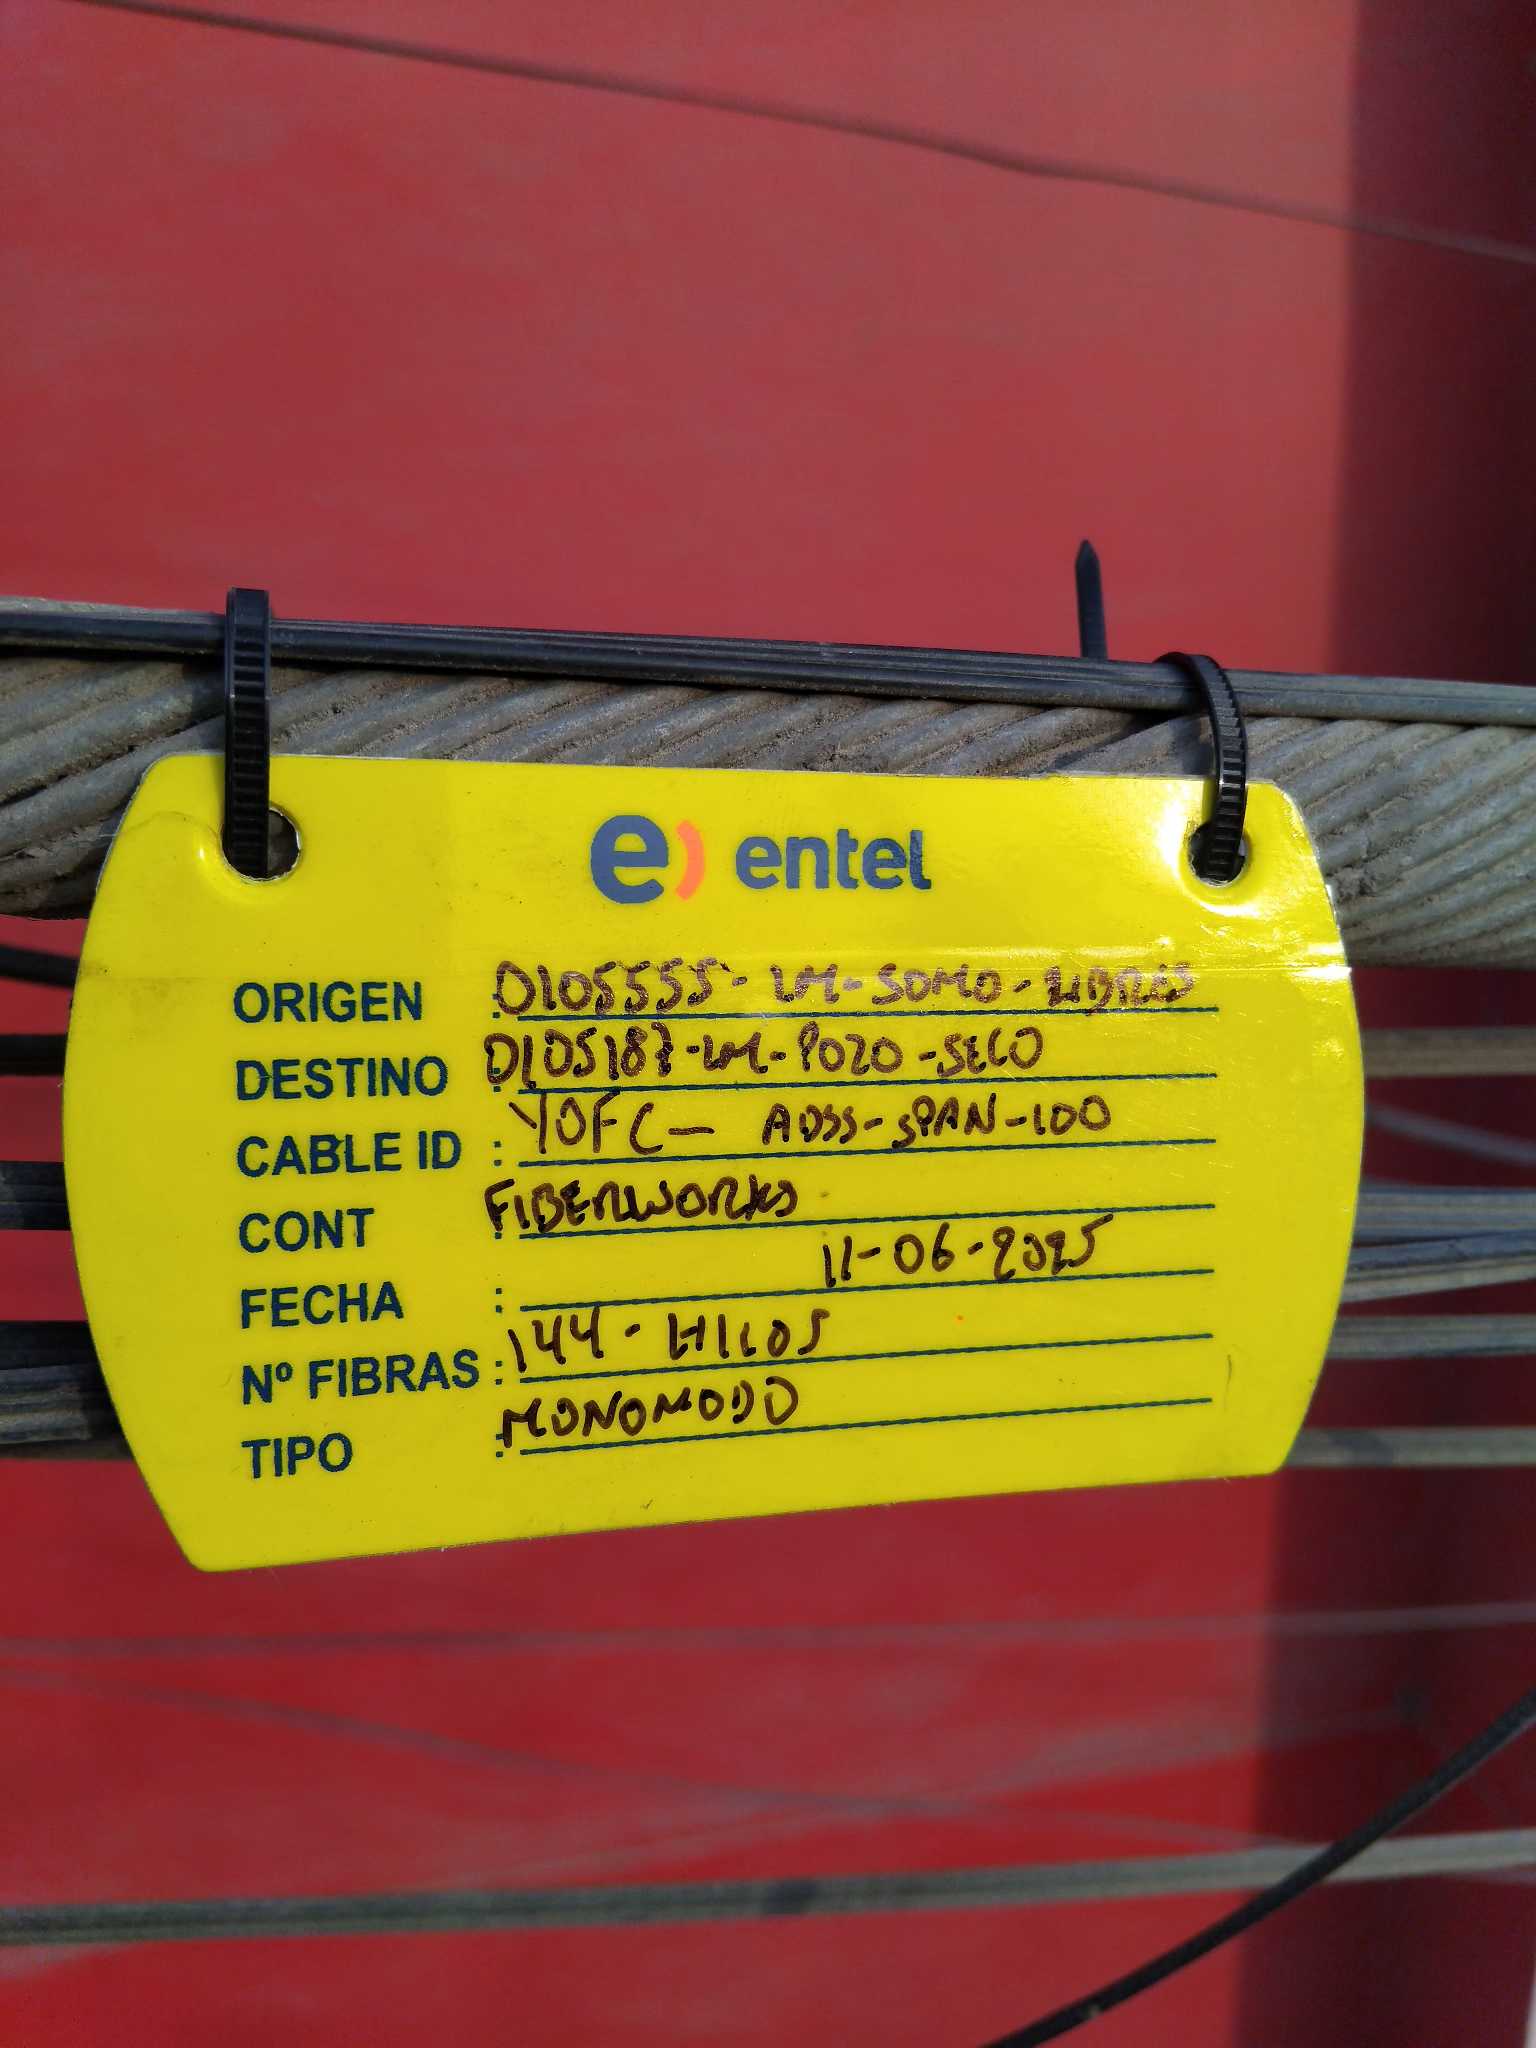 e) entel
ORIGEN : 0105555-LM-SOMO-LIBRES
DESTINO : 0105187-LM-POZO-SECO
CABLE ID : YOFC - ADSS-SPAN-100
CONT : FIBERWORKS
FECHA : 11-06-2025
Nº FIBRAS : 144-HILOS
TIPO : MONOMODO